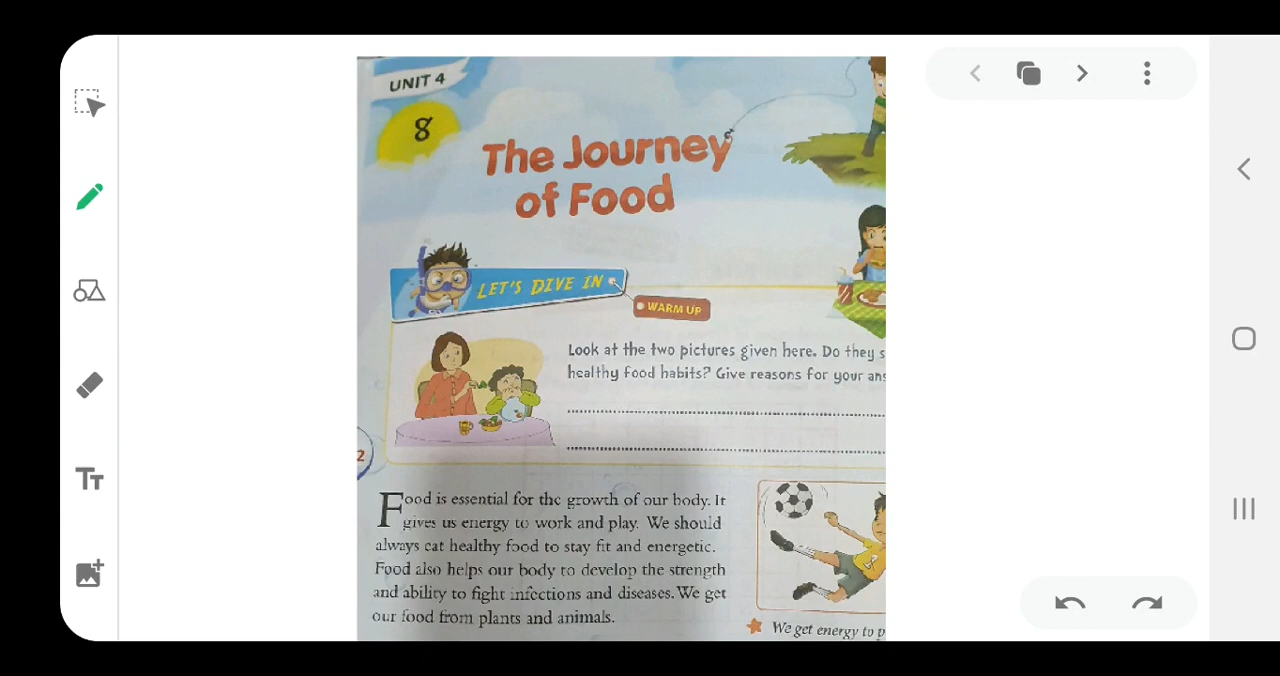 UNIT 4
8
The Journey
of Food
LET'S DIVE IN
WARM UP
Look at the two pictures given here. Do they
healthy food habits? Give reasons for your
2
Food is essential for the growth of our body. It
gives us energy to work and play. We should
always eat healthy food to stay fit and energetic.
Food also helps our body to develop the strength
and ability to fight infections and diseases. We get
our food from plants and animals.
We get energy to
TT